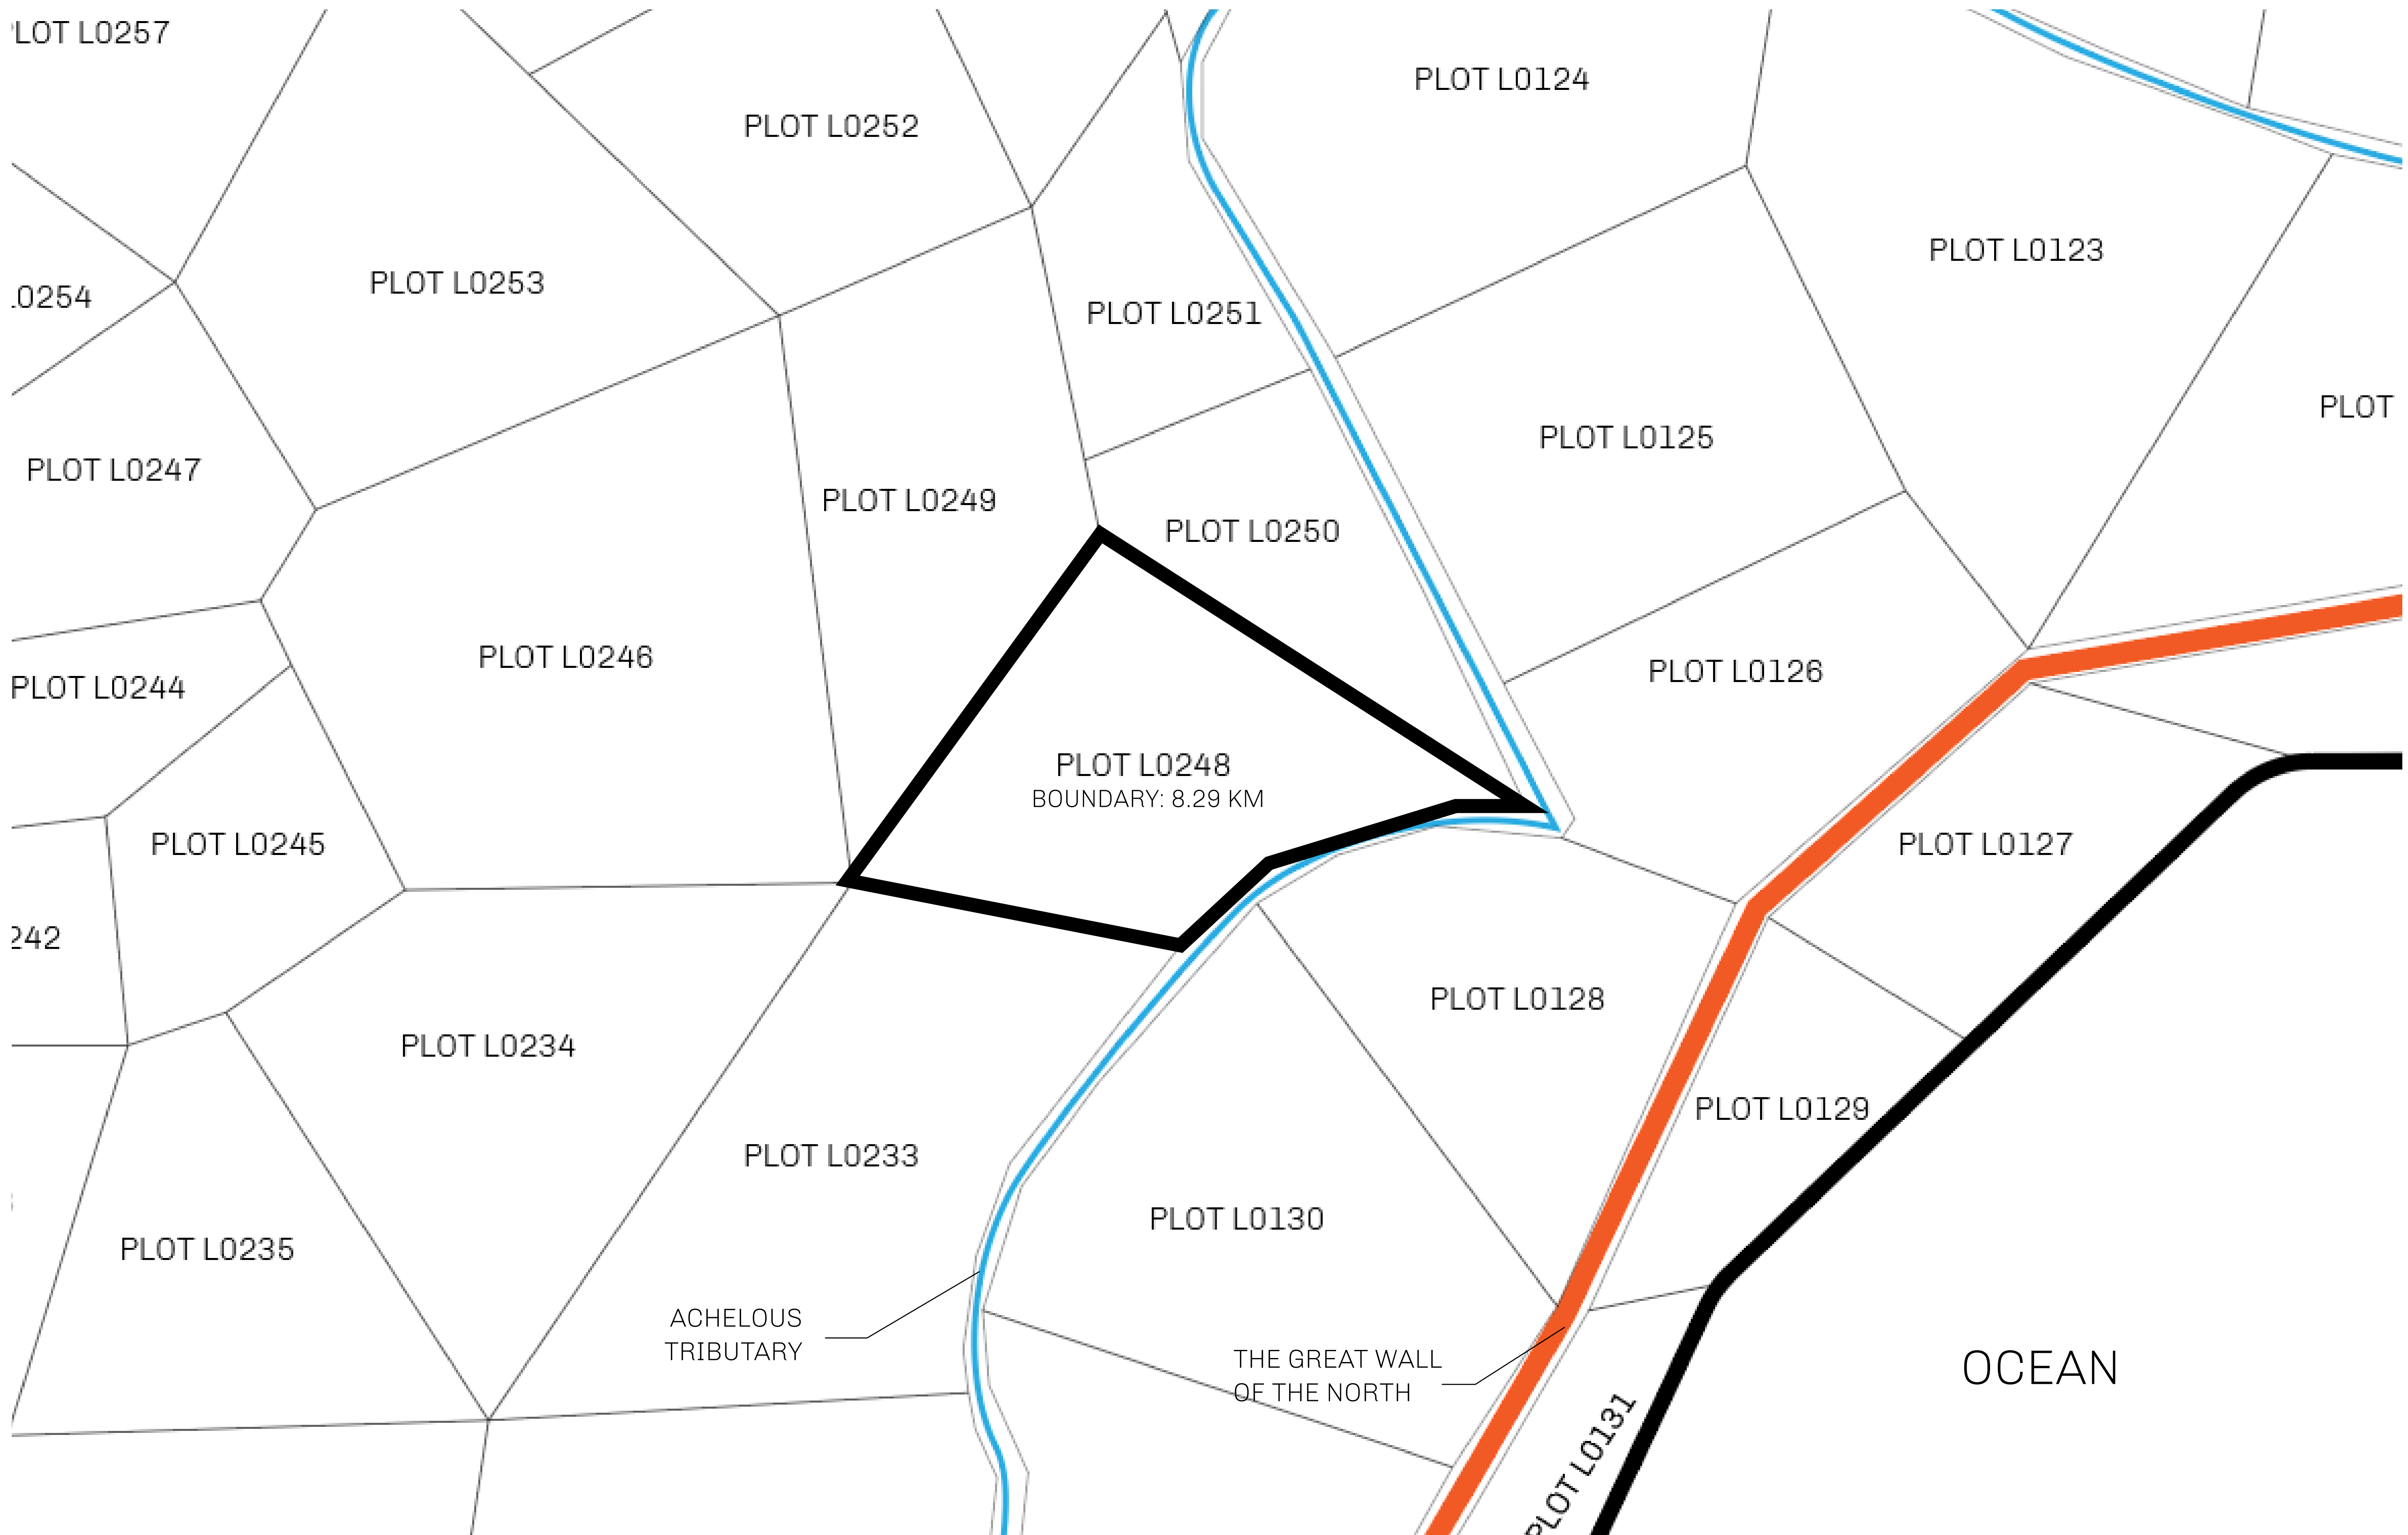 LOT L0257
PLOT L0124
PLOT L0252
PLOT L0123
PLOT L0253
L0254
PLOT L0251
PLOT
PLOT L0125
PLOT L0247
PLOT L0249
PLOT L0250
PLOT L0246
PLOT L0126
PLOT L0244
PLOT L0248
BOUNDARY: 8.29 KM
PLOT L0245
PLOT L0127
242
PLOT L0128
PLOT L0234
PLOT L0129
PLOT L0233
PLOT L0130
PLOT L0235
ACHELOUS
TRIBUTARY
THE GREAT WALL
OF THE NORTH
OCEAN
PLOT L0131